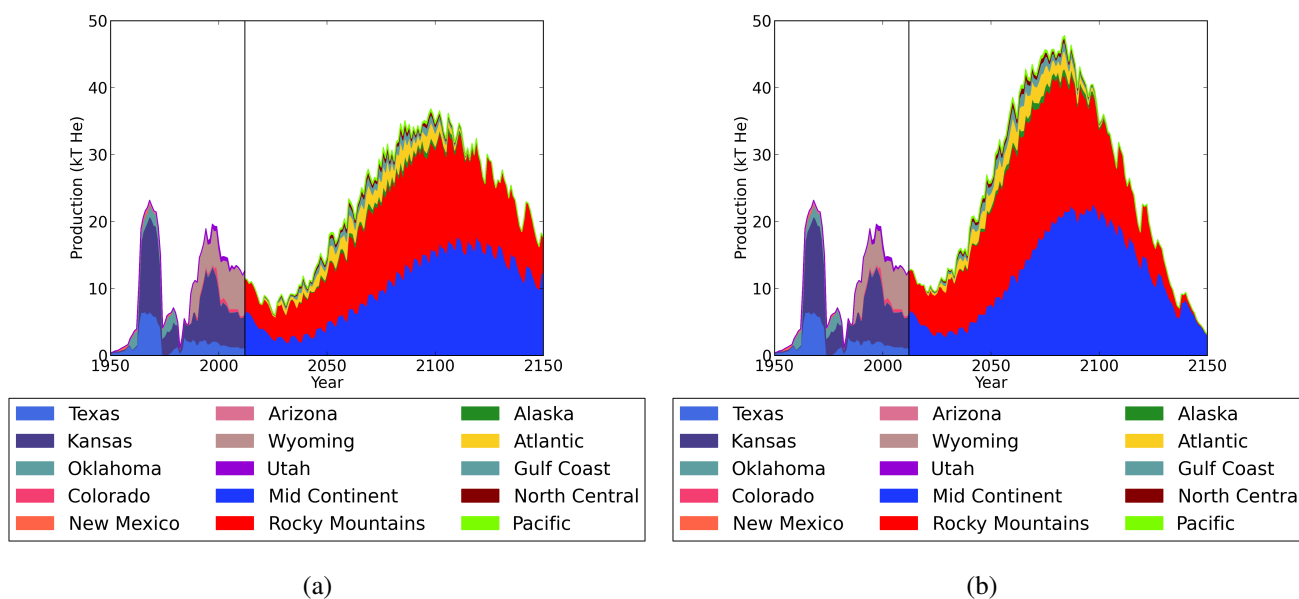 50
40
30
20
10
0
Production (kT He)
1950
2000
2050
2100
2150
Year
Texas Arizona Alaska
Kansas Wyoming Atlantic
Oklahoma Utah Gulf Coast
Colorado Mid Continent North Central
New Mexico Rocky Mountains Pacific
(a)
50
40
30
20
10
0
Production (kT He)
1950
2000
2050
2100
2150
Year
Texas Arizona Alaska
Kansas Wyoming Atlantic
Oklahoma Utah Gulf Coast
Colorado Mid Continent North Centra
New Mexico Rocky Mountains Pacific
(b)